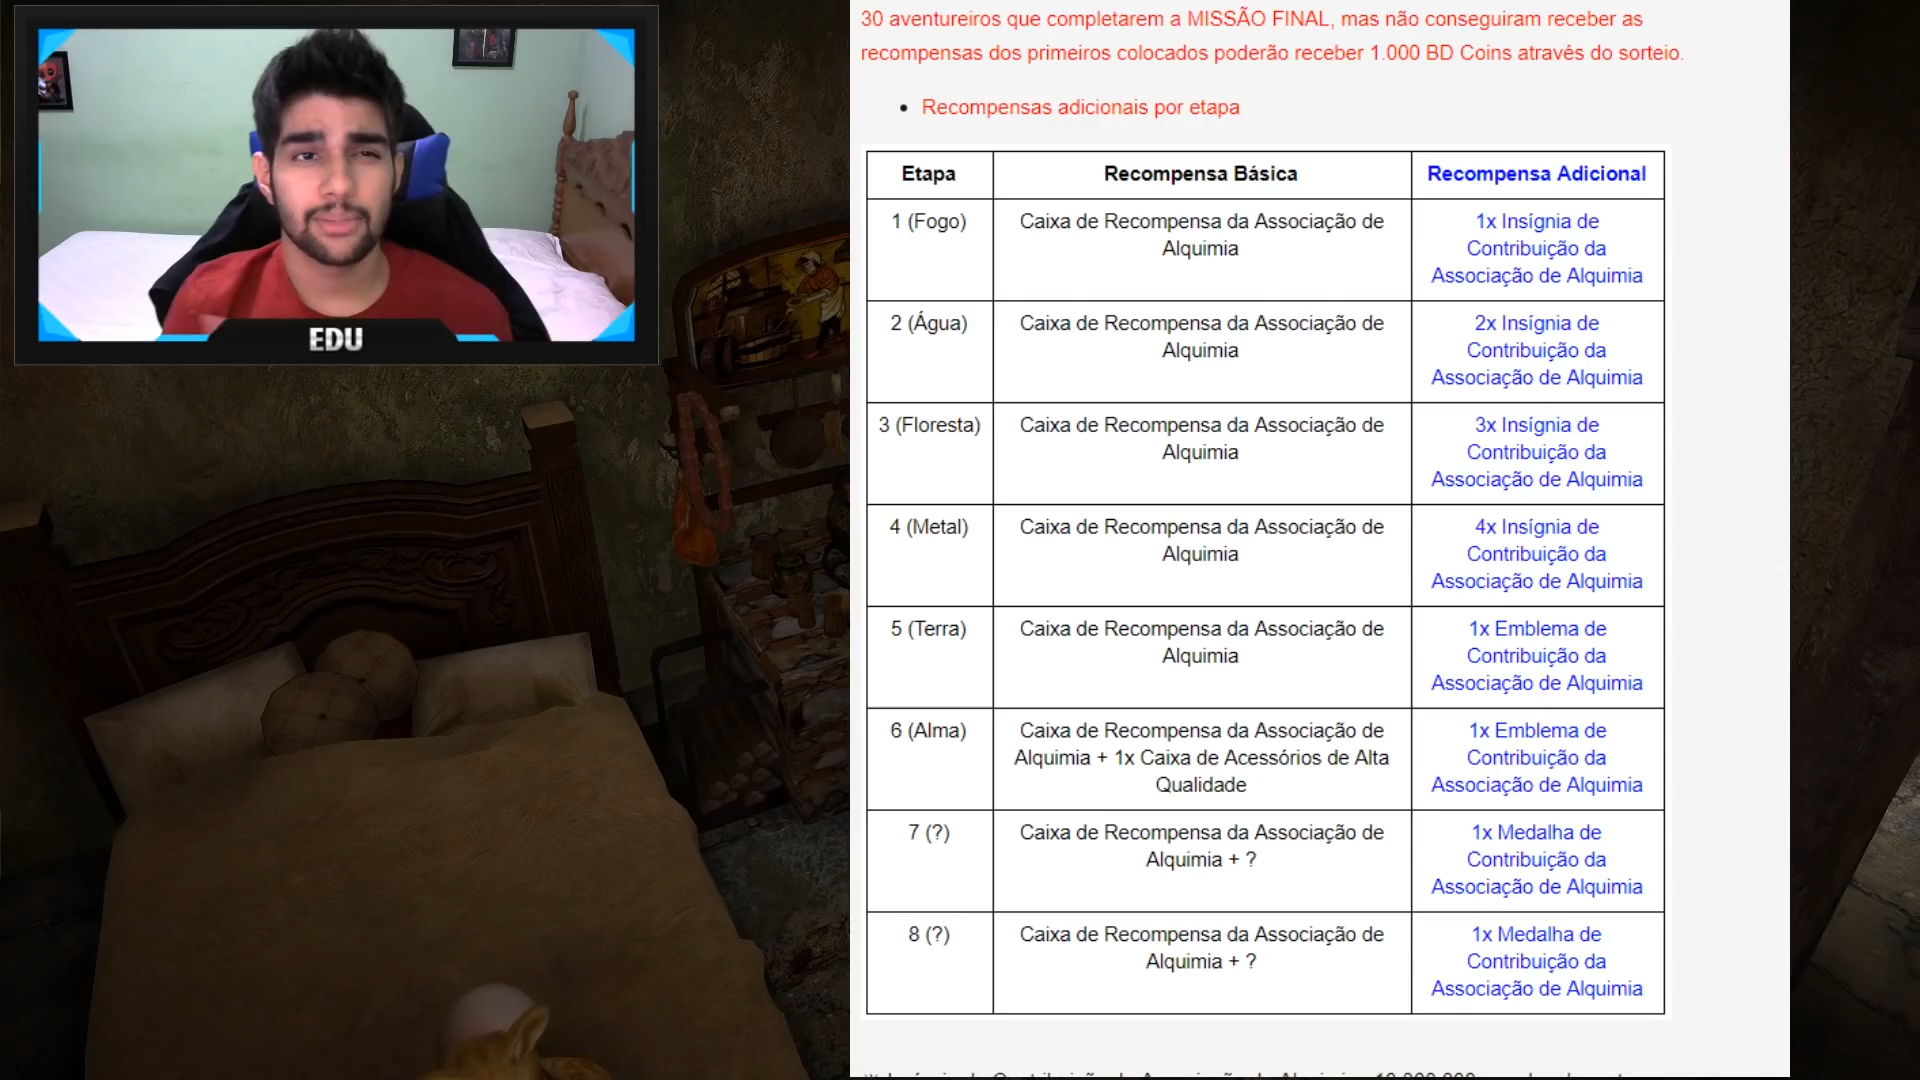 EDU
30 aventureiros que completarem a MISSÃO FINAL, mas não conseguiram receber as
recompensas dos primeiros colocados poderão receber 1.000 BD Coins através do sorteio.
• Recompensas adicionais por etapa
Etapa Recompensa Básica Recompensa Adicional
1 (Fogo) Caixa de Recompensa da Associação de 1x Insígnia de
Alquimia Contribuição da
Associação de Alquimia
2 (Água) Caixa de Recompensa da Associação de 2x Insígnia de
Alquimia Contribuição da
Associação de Alquimia
3 (Floresta) Caixa de Recompensa da Associação de 3x Insígnia de
Alquimia Contribuição da
Associação de Alquimia
4 (Metal) Caixa de Recompensa da Associação de 4x Insígnia de
Alquimia Contribuição da
Associação de Alquimia
5 (Terra) Caixa de Recompensa da Associação de 1x Emblema de
Alquimia Contribuição da
Associação de Alquimia
6 (Alma) Caixa de Recompensa da Associação de 1x Emblema de
Alquimia + 1x Caixa de Acessórios de Alta Contribuição da
Qualidade Associação de Alquimia
7 (?) Caixa de Recompensa da Associação de 1x Medalha de
Alquimia + ? Contribuição da
Associação de Alquimia
8 (?) Caixa de Recompensa da Associação de 1x Medalha de
Alquimia + ? Contribuição da
Associação de Alquimia